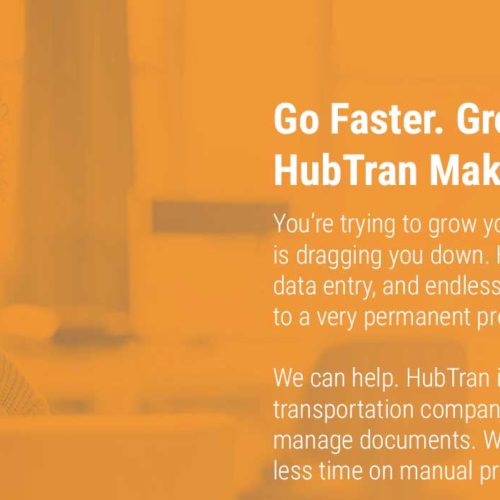 Go Faster. Gro
HubTran Mak
You're trying to grow yo
is dragging you down.
data entry, and endless
to a very permanent pro
We can help. HubTran i
transportation compan
manage documents. W
less time on manual pr